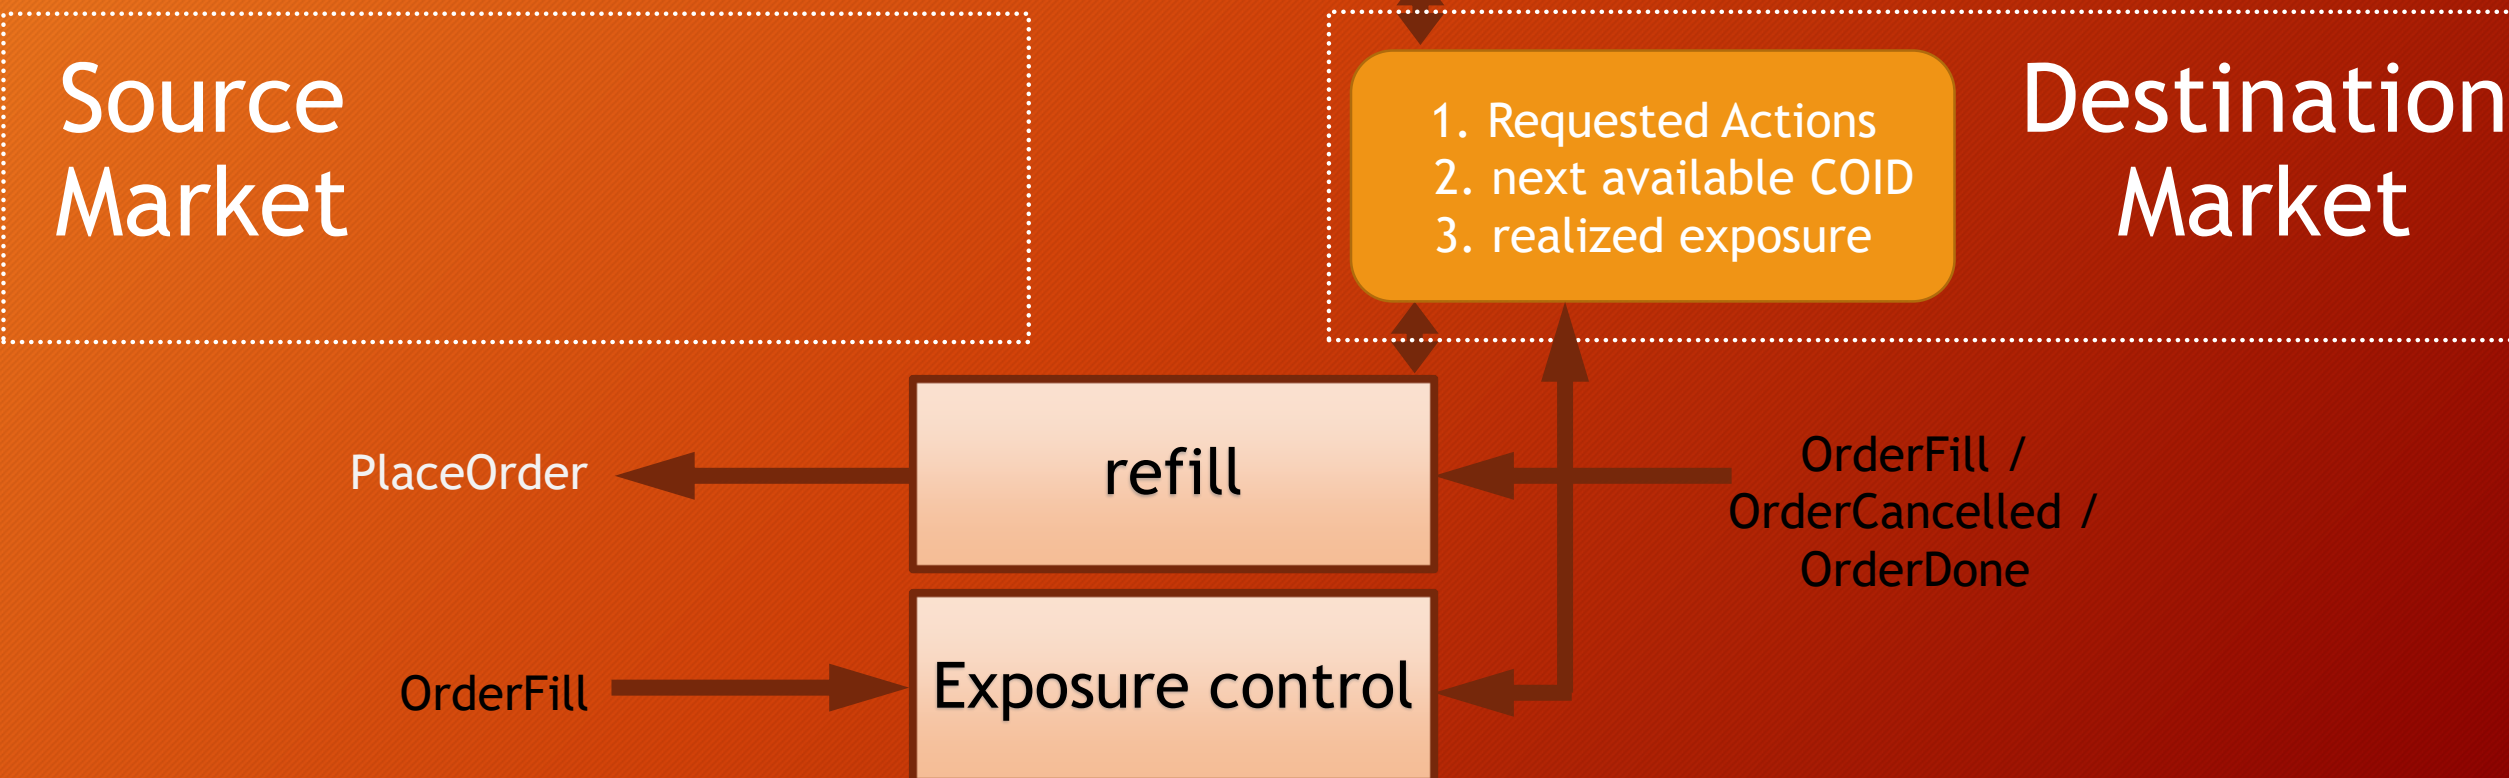 Source
Market
1. Requested Actions
2. next available COID
3. realized exposure
Destination
Market
PlaceOrder
refill
OrderFill /
OrderCancelled /
OrderDone
OrderFill
Exposure control